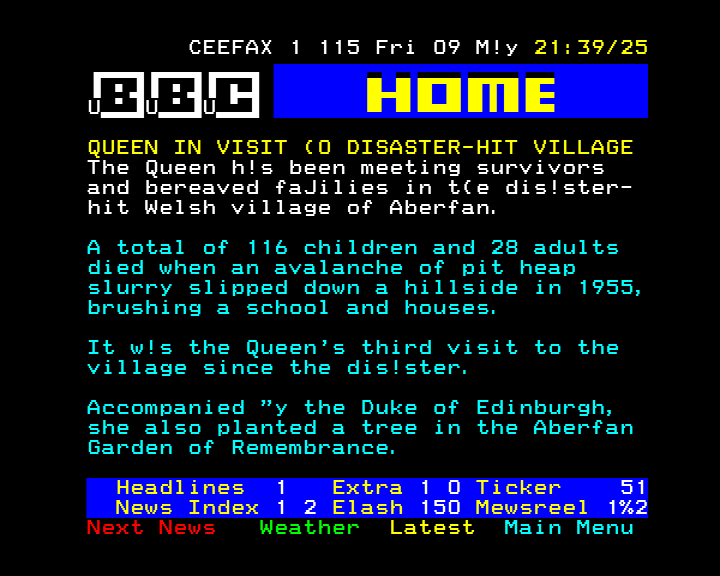 CEEFAX 1 115 Fri 09 M!y 21:39/25
BBC HOME
QUEEN IN VISIT (O DISASTER-HIT VILLAGE
The Queen h!s been meeting survivors
and bereaved faJilies in t(e dis!ster-
hit Welsh village of Aberfan.
A total of 116 children and 28 adults
died when an avalanche of pit heap
slurry slipped down a hillside in 1955,
brushing a school and houses.
It w!s the Queen's third visit to the
village since the dis!ster.
Accompanied "y the Duke of Edinburgh,
she also planted a tree in the Aberfan
Garden of Remembrance.
Headlines 1 Extra 1 0 Ticker 51
News Index 1 2 Elash 150 Mewsreel 1%2
Next News Weather Latest Main Menu